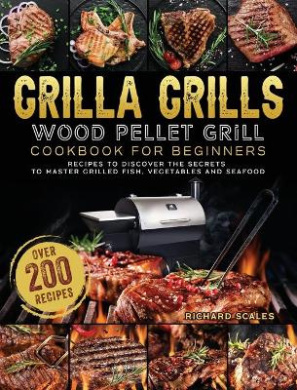 GRILLA GRILLS
WOOD PELLET GRILL
COOKBOOK FOR BEGINNERS
RECIPES TO DISCOVER THE SECRETS
TO MASTER GRILLED FISH, VEGETABLES AND SEAFOOD
OVER
200
RECIPES
RICHARD SCALES